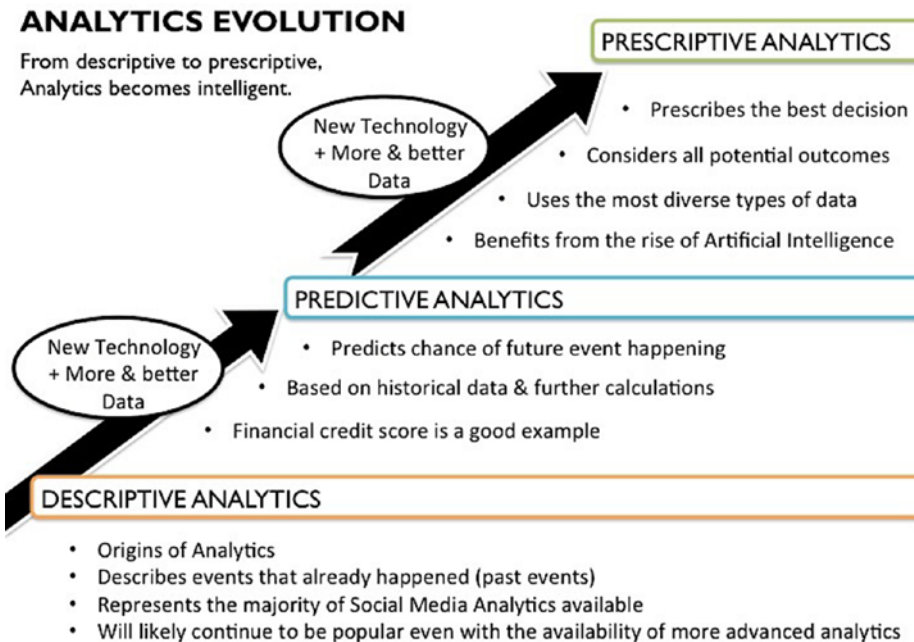 ANALYTICS EVOLUTION
From descriptive to prescriptive,
Analytics becomes intelligent.
PRESCRIPTIVE ANALYTICS
New Technology
+ More & better
Data
• Prescribes the best decision
• Considers all potential outcomes
• Uses the most diverse types of data
• Benefits from the rise of Artificial Intelligence
PREDICTIVE ANALYTICS
New Technology
+ More & better
Data
• Predicts chance of future event happening
• Based on historical data & further calculations
• Financial credit score is a good example
DESCRIPTIVE ANALYTICS
• Origins of Analytics
• Describes events that already happened (past events)
• Represents the majority of Social Media Analytics available
• Will likely continue to be popular even with the availability of more advanced analytics